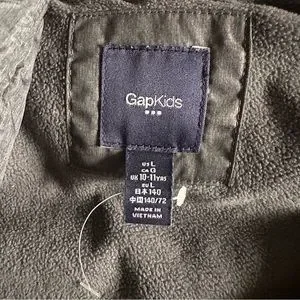 GapKids
US L
CA G
UK 10-11 YRS
EU L
日本 140
中国 140/72
MADE IN
VIETNAM